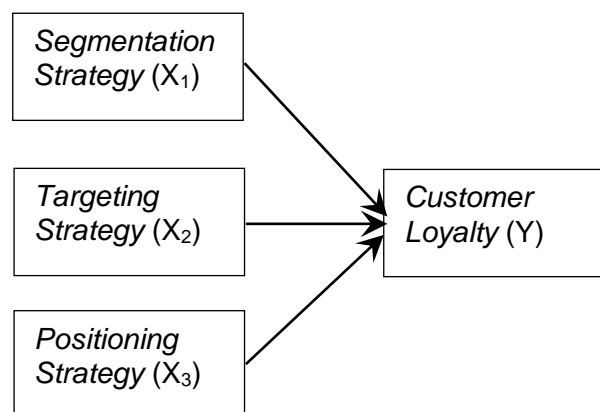 Segmentation
Strategy (X₁)
Targeting
Strategy (X₂)
Customer
Loyalty (Y)
Positioning
Strategy (X₃)